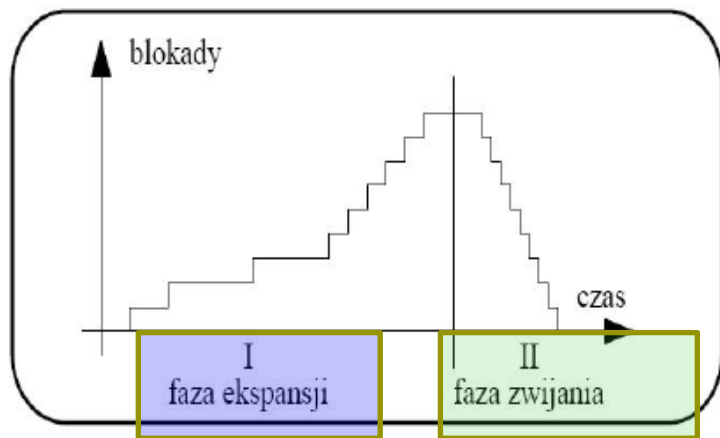 blokady
czas
I
faza ekspansji
II
faza zwijania